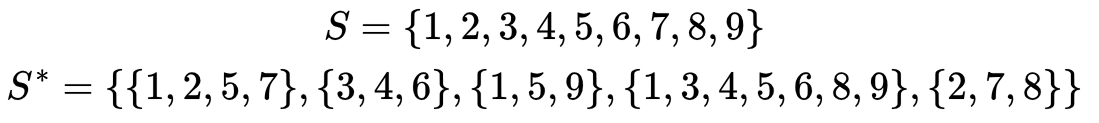 S = {1, 2, 3, 4, 5, 6, 7, 8, 9}
S* = {{1, 2, 5, 7}, {3, 4, 6}, {1, 5, 9}, {1, 3, 4, 5, 6, 8, 9}, {2, 7, 8}}